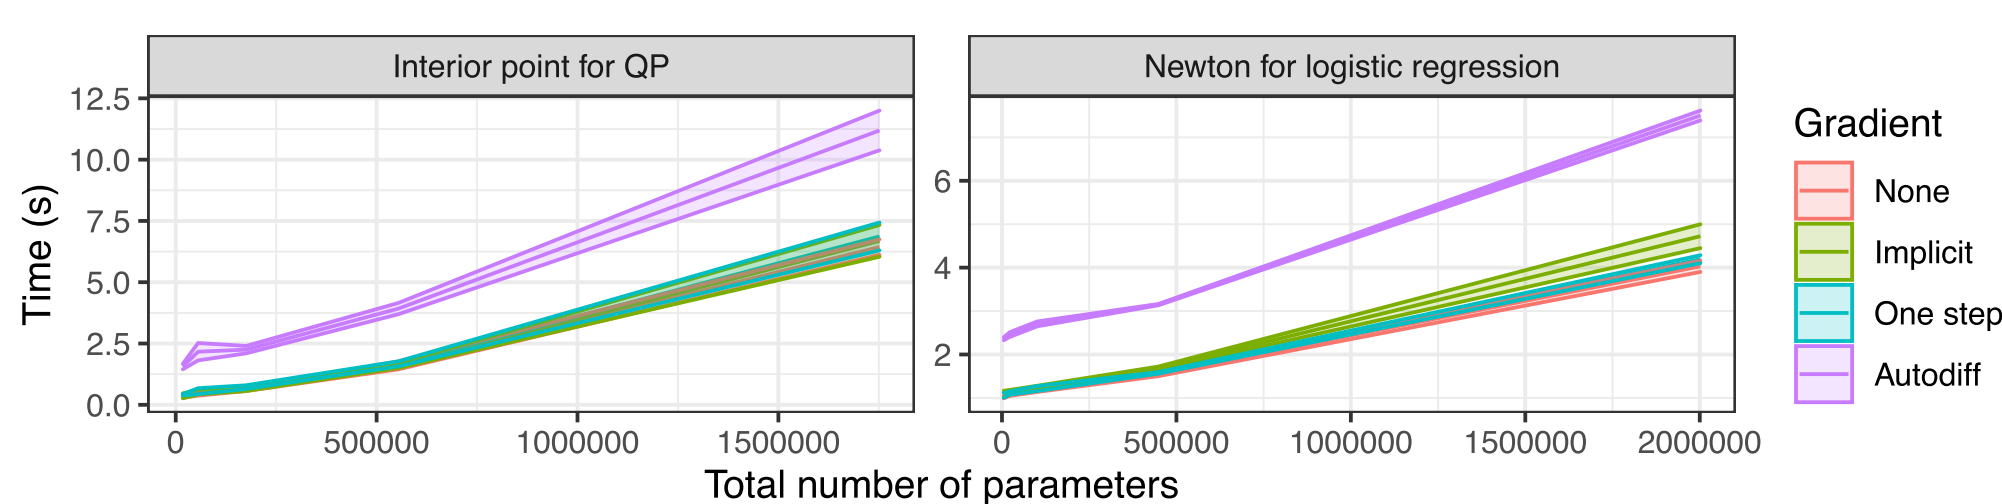 Interior point for QP
Newton for logistic regression
Time (s)
12.5
10.0
7.5
5.0
2.5
0.0
0 500000 1000000 1500000
6
4
2
0 500000 1000000 1500000 2000000
Total number of parameters
Gradient
None
Implicit
One step
Autodiff